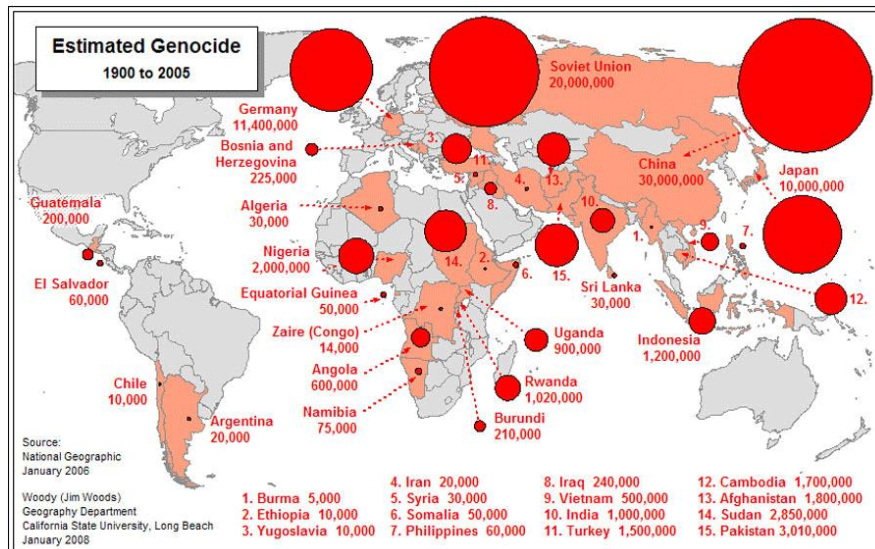 Estimated Genocide
1900 to 2005
Soviet Union
20,000,000
Germany
11,400,000
Bosnia and
Herzegovina
225,000
China
30,000,000
Japan
10,000,000
Guatemala
200,000
Algeria
30,000
Nigeria
2,000,000
El Salvador
60,000
Equatorial Guinea
50,000
Sri Lanka
30,000
Zaire (Congo)
14,000
Uganda
900,000
Indonesia
1,200,000
Angola
600,000
Rwanda
1,020,000
Chile
10,000
Namibia
75,000
Burundi
210,000
Argentina
20,000
3.
11.
5.
8.
4.
13.
10.
1.
9.
7.
14.
2.
6.
15.
12.
Source:
National Geographic
January 2006
Woody (Jim Woods)
Geography Department
California State University, Long Beach
January 2008
1. Burma 5,000
2. Ethiopia 10,000
3. Yugoslavia 10,000
4. Iran 20,000
5. Syria 30,000
6. Somalia 50,000
7. Philippines 60,000
8. Iraq 240,000
9. Vietnam 500,000
10. India 1,000,000
11. Turkey 1,500,000
12. Cambodia 1,700,000
13. Afghanistan 1,800,000
14. Sudan 2,850,000
15. Pakistan 3,010,000